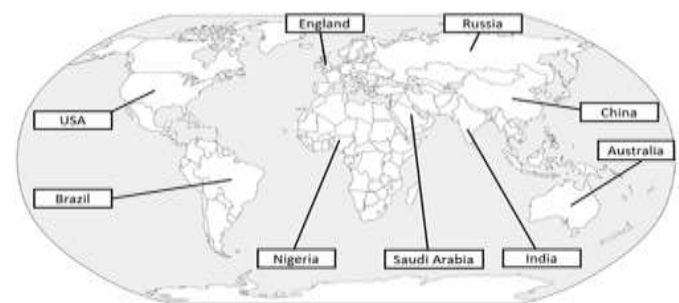 England
Russia
USA
China
Australia
Brazil
Nigeria
Saudi Arabia
India